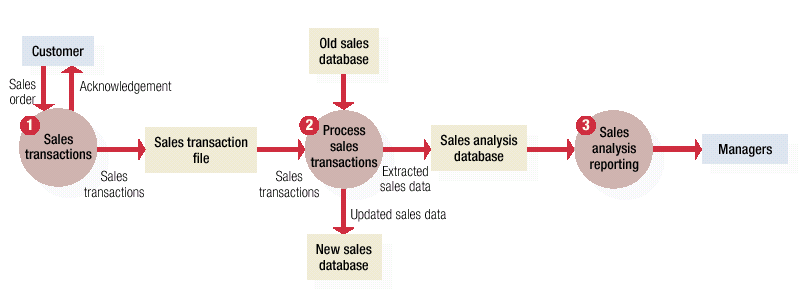 Customer
Sales
order
Acknowledgement
1
Sales
transactions
Sales
transactions
Sales transaction
file
Sales
transactions
Old sales
database
2
Process
sales
transactions
Extracted
sales data
Updated sales data
New sales
database
Sales analysis
database
3
Sales
analysis
reporting
Managers